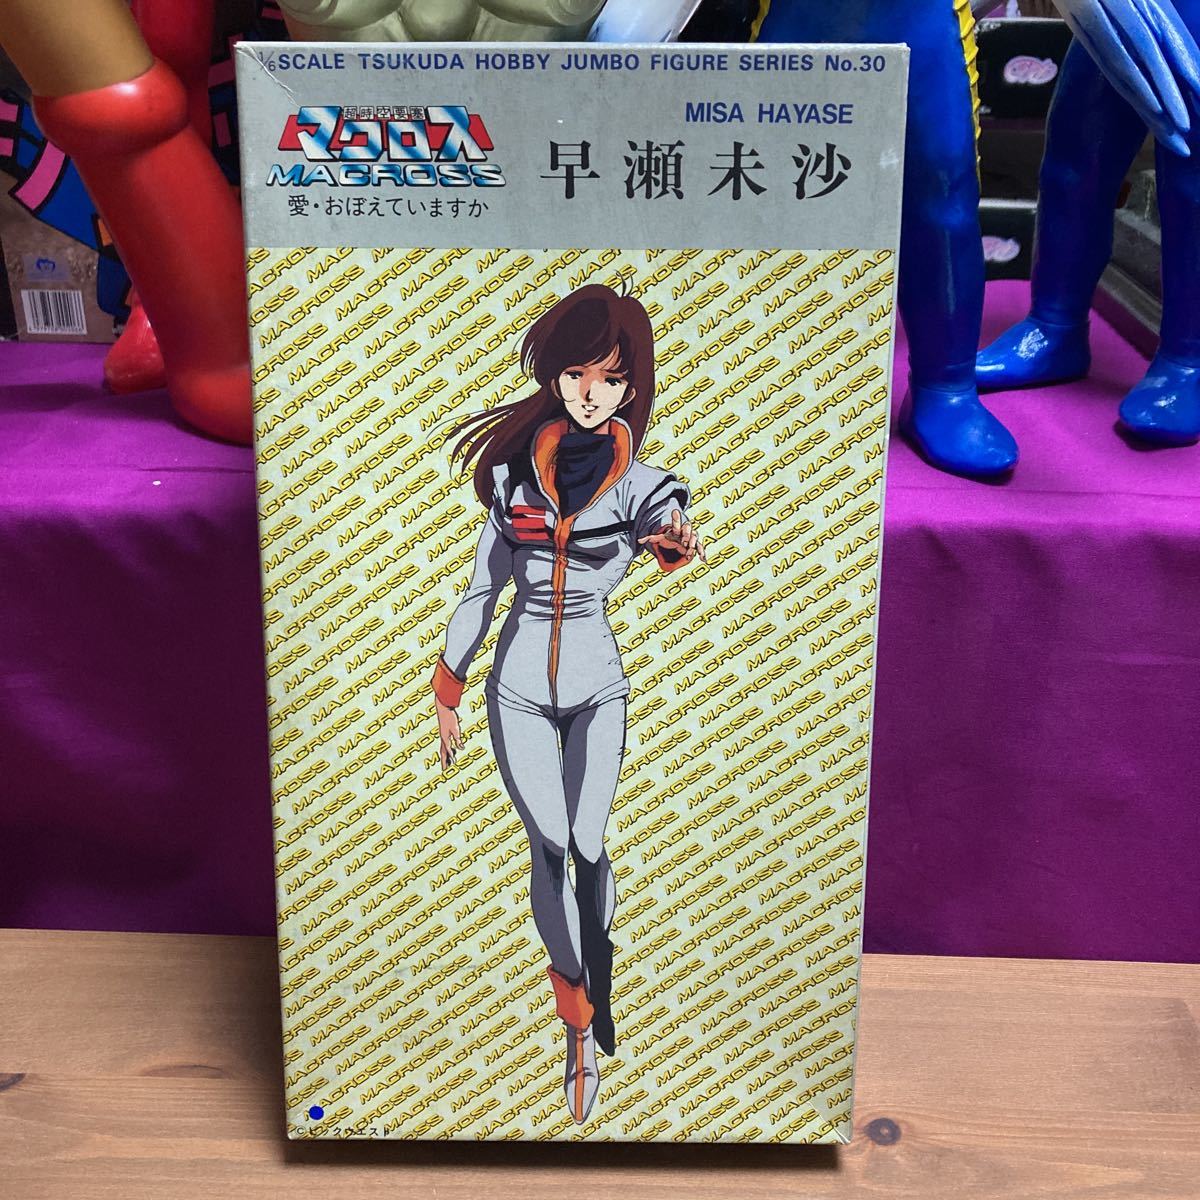 1/6 SCALE TSUKUDA HOBBY JUMBO FIGURE SERIES No.30
超時空要塞
マクロス
MACROSS
愛・おぼえていますか
MISA HAYASE
早瀬未沙
MACROSS
©ビックウエスト